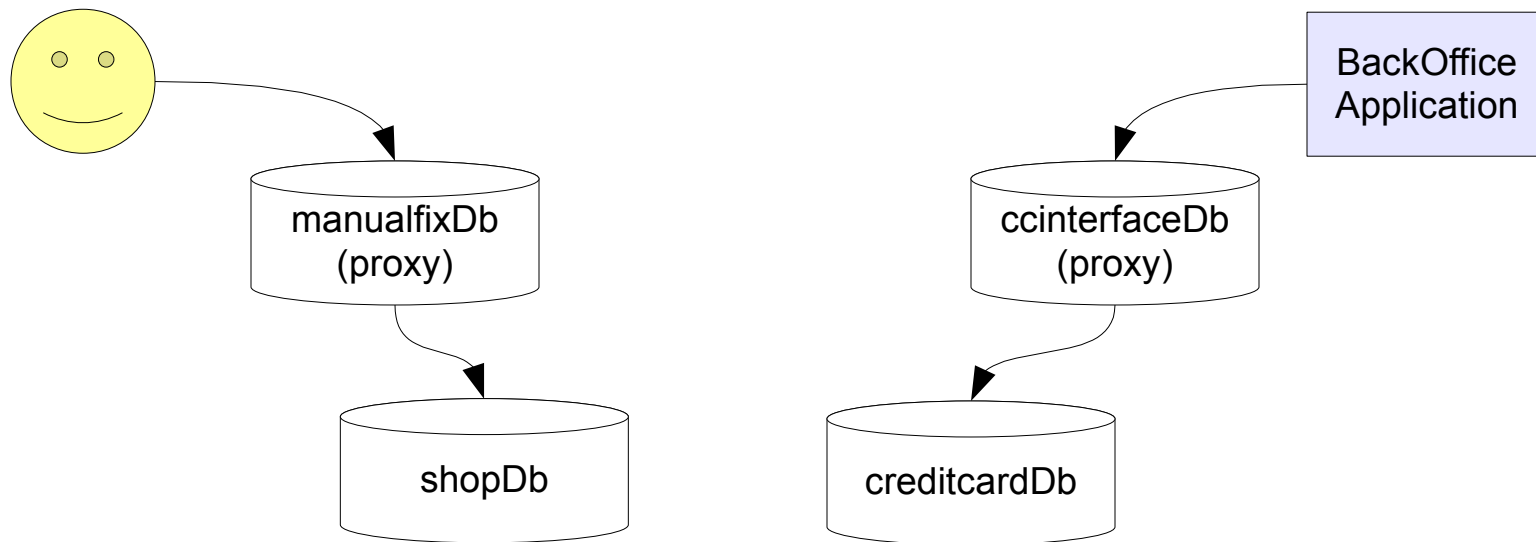 BackOffice
Application
manualfixDb
(proxy)
ccinterfaceDb
(proxy)
shopDb
creditcardDb